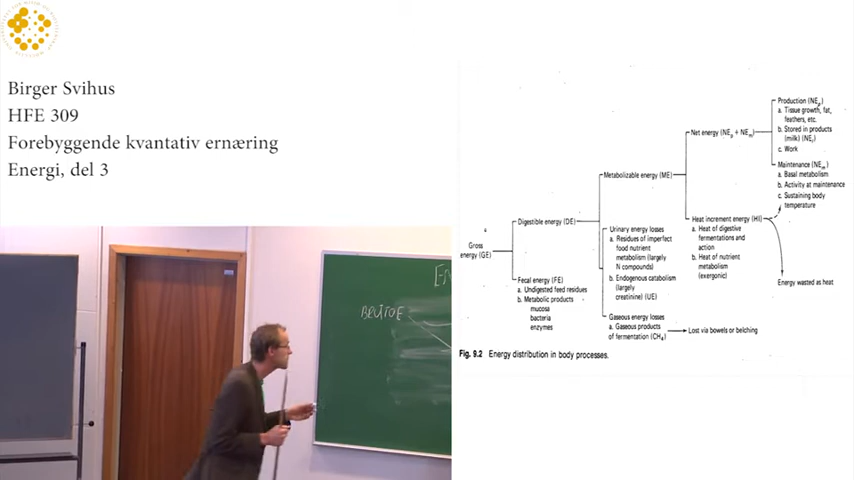 Birger Svihus
HFE 309
Forebyggende kvantativ ernæring
Energi, del 3
Production (NEp)
a. Tissue growth, fat,
feathers, etc.
b. Stored in products
(milk) (NEl)
c. Work
Net energy (NEp + NEm)
Maintenance (NEm)
a. Basal metabolism
b. Activity at maintenance
c. Sustaining body
temperature
Metabolizable energy (ME)
Heat increment energy (HI)
a. Heat of digestive
fermentations and
action
b. Heat of nutrient
metabolism
(exergonic)
Energy wasted as heat
Digestible energy (DE)
Urinary energy losses
a. Residues of imperfect
food nutrient
metabolism (largely
N compounds)
b. Endogenous catabolism
(largely
creatinine) (UE)
Gross
energy (GE)
Fecal energy (FE)
a. Undigested feed residues
b. Metabolic products
mucosa
bacteria
enzymes
Gaseous energy losses
a. Gaseous products
of fermentation (CH4)
Lost via bowels or belching
Fig. 9.2 Energy distribution in body processes.
BRUTOE